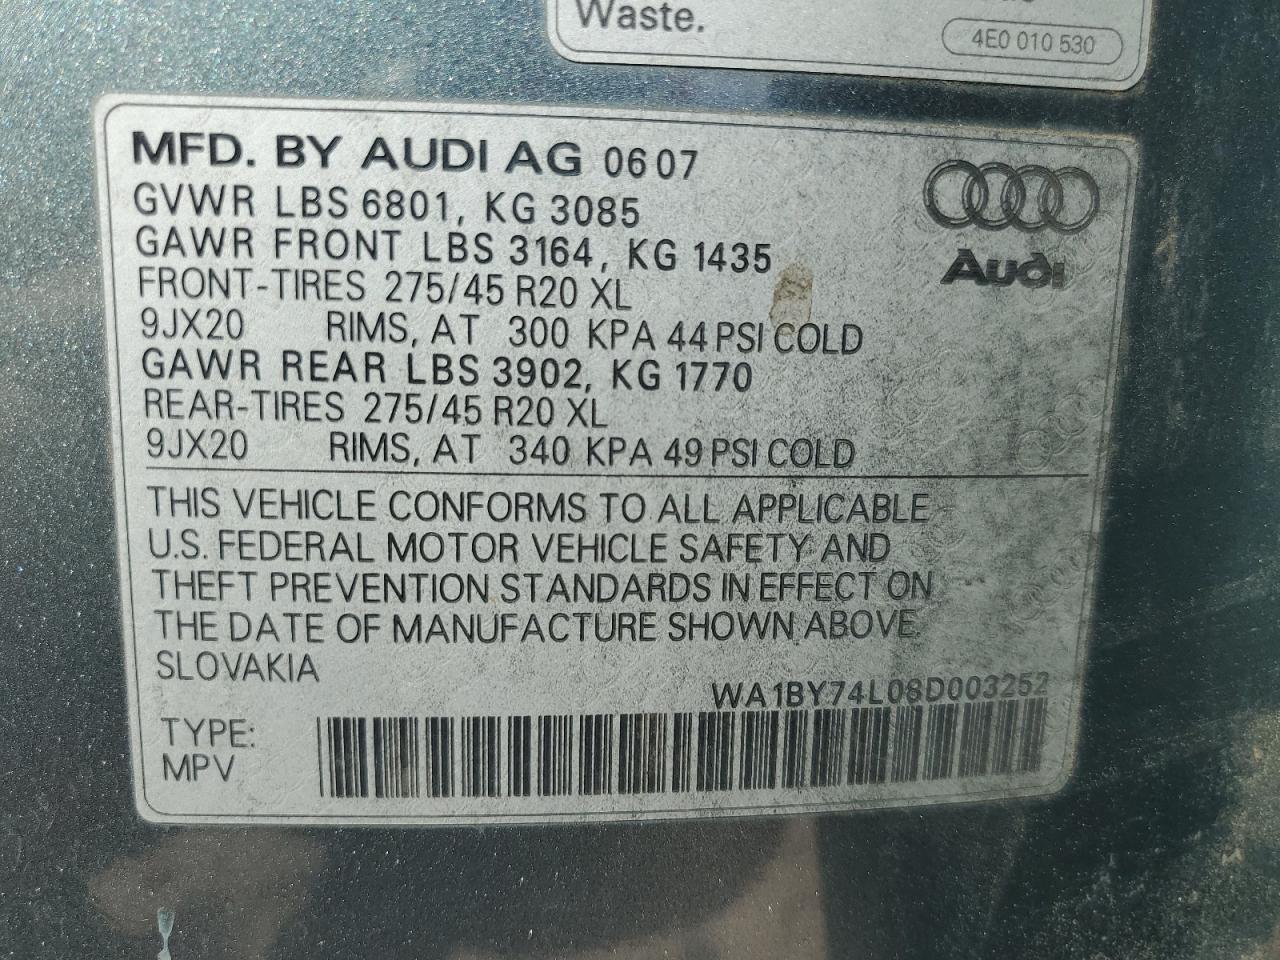 Waste.
4E0 010 530
MFD. BY AUDI AG 06 07
GVWR LBS 6801, KG 3085
GAWR FRONT LBS 3164, KG 1435
FRONT-TIRES 275/45 R20 XL
9JX20 RIMS, AT 300 KPA 44 PSI COLD
GAWR REAR LBS 3902, KG 1770
REAR-TIRES 275/45 R20 XL
9JX20 RIMS, AT 340 KPA 49 PSI COLD
Audi
THIS VEHICLE CONFORMS TO ALL APPLICABLE
U.S. FEDERAL MOTOR VEHICLE SAFETY AND
THEFT PREVENTION STANDARDS IN EFFECT ON
THE DATE OF MANUFACTURE SHOWN ABOVE.
SLOVAKIA
WA1BY74L08D003252
TYPE:
MPV